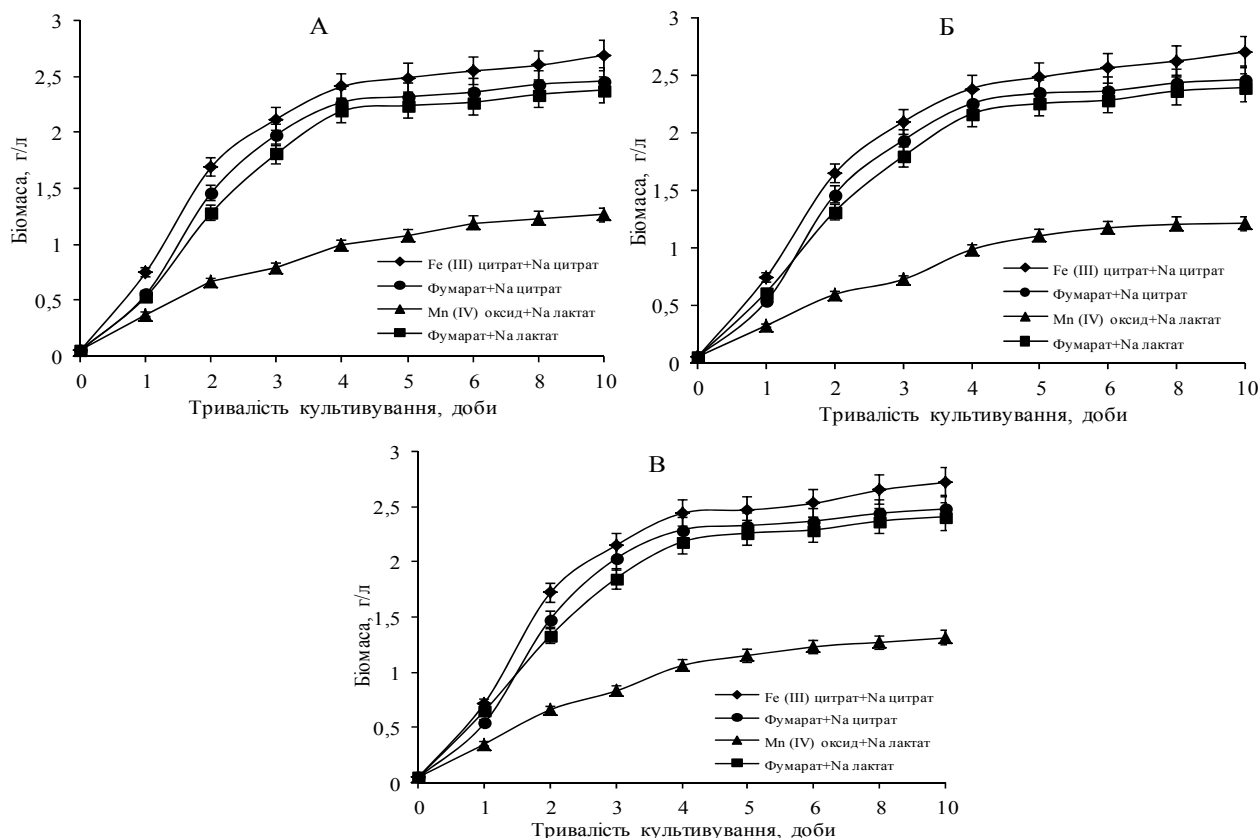 А
3
2,5
2
1,5
1
0,5
0
Біомаса, г/л
Fe (III) цитрат+Na цитрат
Фумарат+Na цитрат
Mn (IV) оксид+Na лактат
Фумарат+Na лактат
0 1 2 3 4 5 6 8 10
Тривалість культивування, доби
Б
3
2,5
2
1,5
1
0,5
0
Біомаса, г/л
Fe (III) цитрат+Na цитрат
Фумарат+Na цитрат
Mn (IV) оксид+Na лактат
Фумарат+Na лактат
0 1 2 3 4 5 6 8 10
Тривалість культивування, доби
В
3
2,5
2
1,5
1
0,5
0
Біомаса, г/л
Fe (III) цитрат+Na цитрат
Фумарат+Na цитрат
Mn (IV) оксид+Na лактат
Фумарат+Na лактат
0 1 2 3 4 5 6 8 10
Тривалість культивування, доби